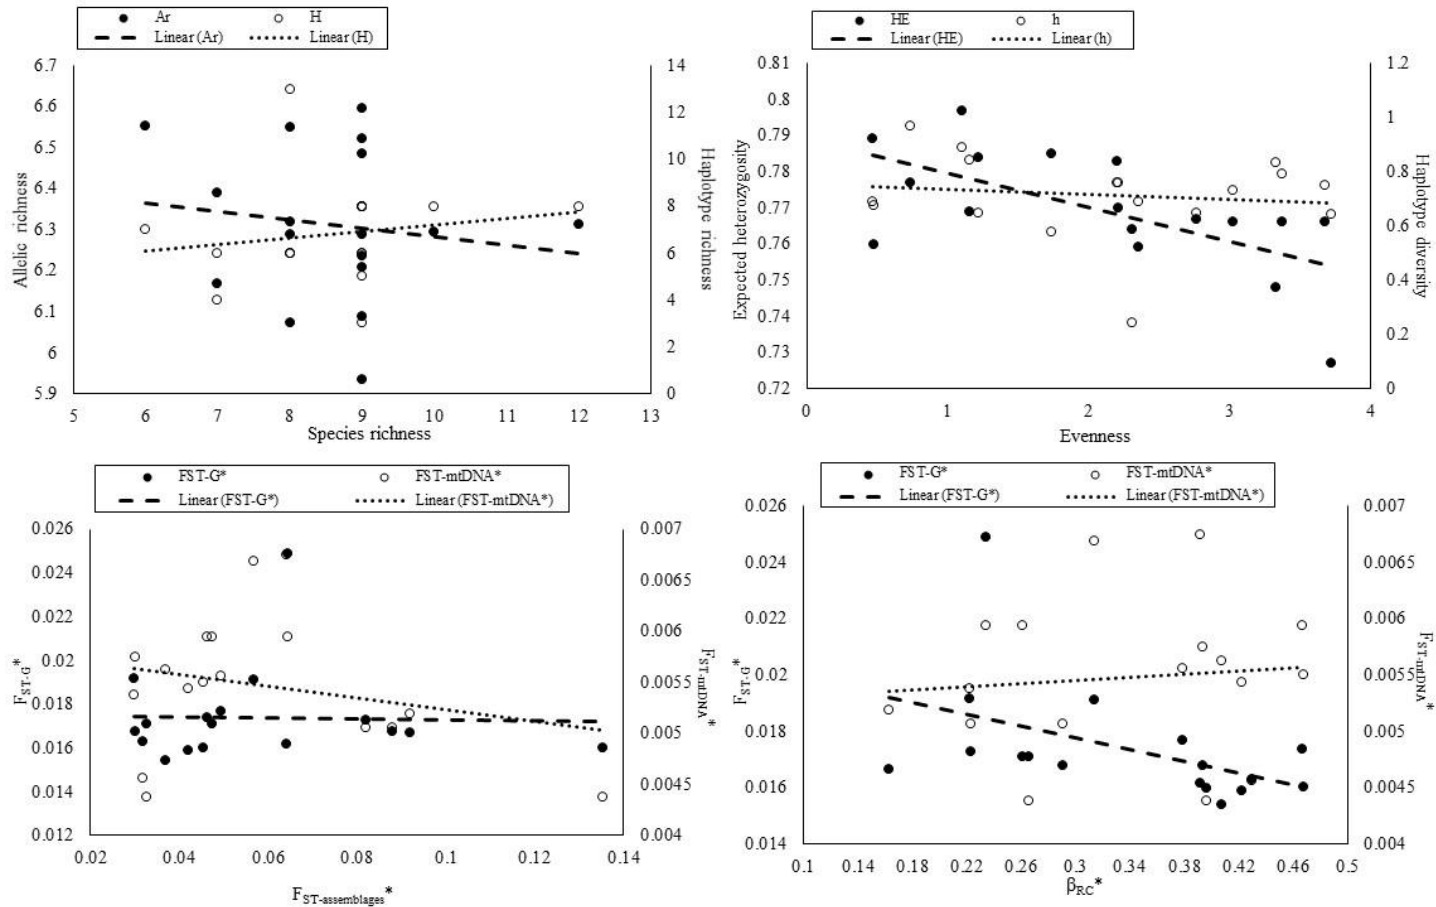 Ar H
Linear (Ar) Linear (H)
6.7
6.6
6.5
6.4
6.3
6.2
6.1
6
5.9
Allelic richness
14
12
10
8
6
4
2
0
Haplotype richness
5 6 7 8 9 10 11 12 13
Species richness
HE h
Linear (HE) Linear (h)
0.81
0.8
0.79
0.78
0.77
0.76
0.75
0.74
0.73
0.72
Expected heterozygosity
1.2
1
0.8
0.6
0.4
0.2
0
Haplotype diversity
0 1 2 3 4
Evenness
FST-G* FST-mtDNA*
Linear (FST-G*) Linear (FST-mtDNA*)
0.026
0.024
0.022
0.02
0.018
0.016
0.014
0.012
FST-G*
0.007
0.0065
0.006
0.0055
0.005
0.0045
0.004
FST-mtDNA*
0.02 0.04 0.06 0.08 0.1 0.12 0.14
FST-assemblages*
FST-G* FST-mtDNA*
Linear (FST-G*) Linear (FST-mtDNA*)
0.026
0.024
0.022
0.02
0.018
0.016
0.014
FST-G*
0.007
0.0065
0.006
0.0055
0.005
0.0045
0.004
FST-mtDNA*
0.1 0.22 0.26 0.3 0.34 0.38 0.42 0.46 0.5
βRC*